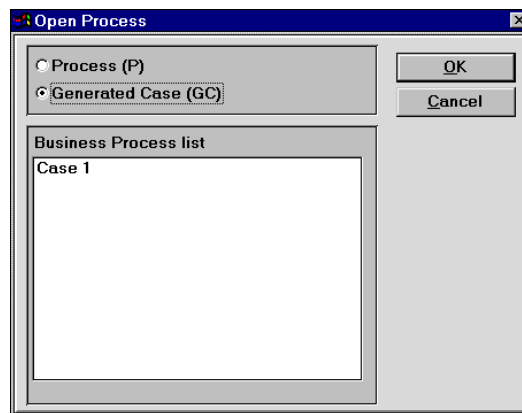 Open Process
Process (P)
Generated Case (GC)
OK
Cancel
Business Process list
Case 1